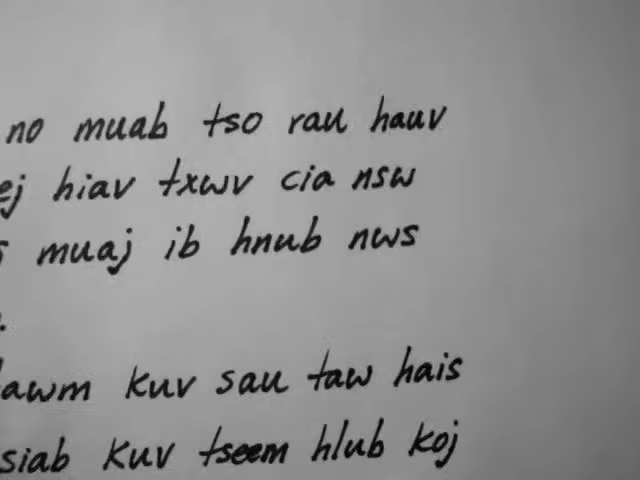 no muab tso rau hauv
hiav txwv cia nsw
muaj ib hnub nws
kuv sau taw hais
siab kuv tseem hlub koj